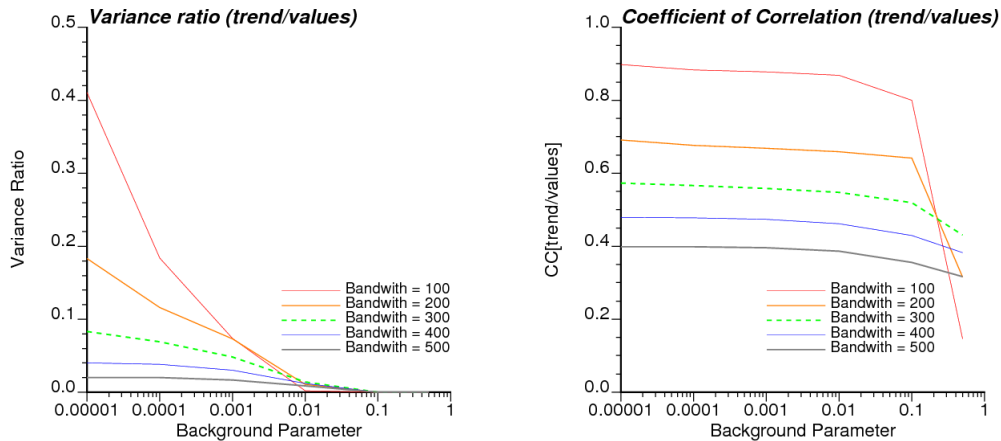 Variance ratio (trend/values)
0.5
0.4
0.3
0.2
0.1
0.0
Variance Ratio
Bandwith = 100
Bandwith = 200
Bandwith = 300
Bandwith = 400
Bandwith = 500
0.00001 0.0001 0.001 0.01 0.1 1
Background Parameter
Coefficient of Correlation (trend/values)
1.0
0.8
0.6
0.4
0.2
0.0
CC[trend/values]
Bandwith = 100
Bandwith = 200
Bandwith = 300
Bandwith = 400
Bandwith = 500
0.00001 0.0001 0.001 0.01 0.1 1
Background Parameter